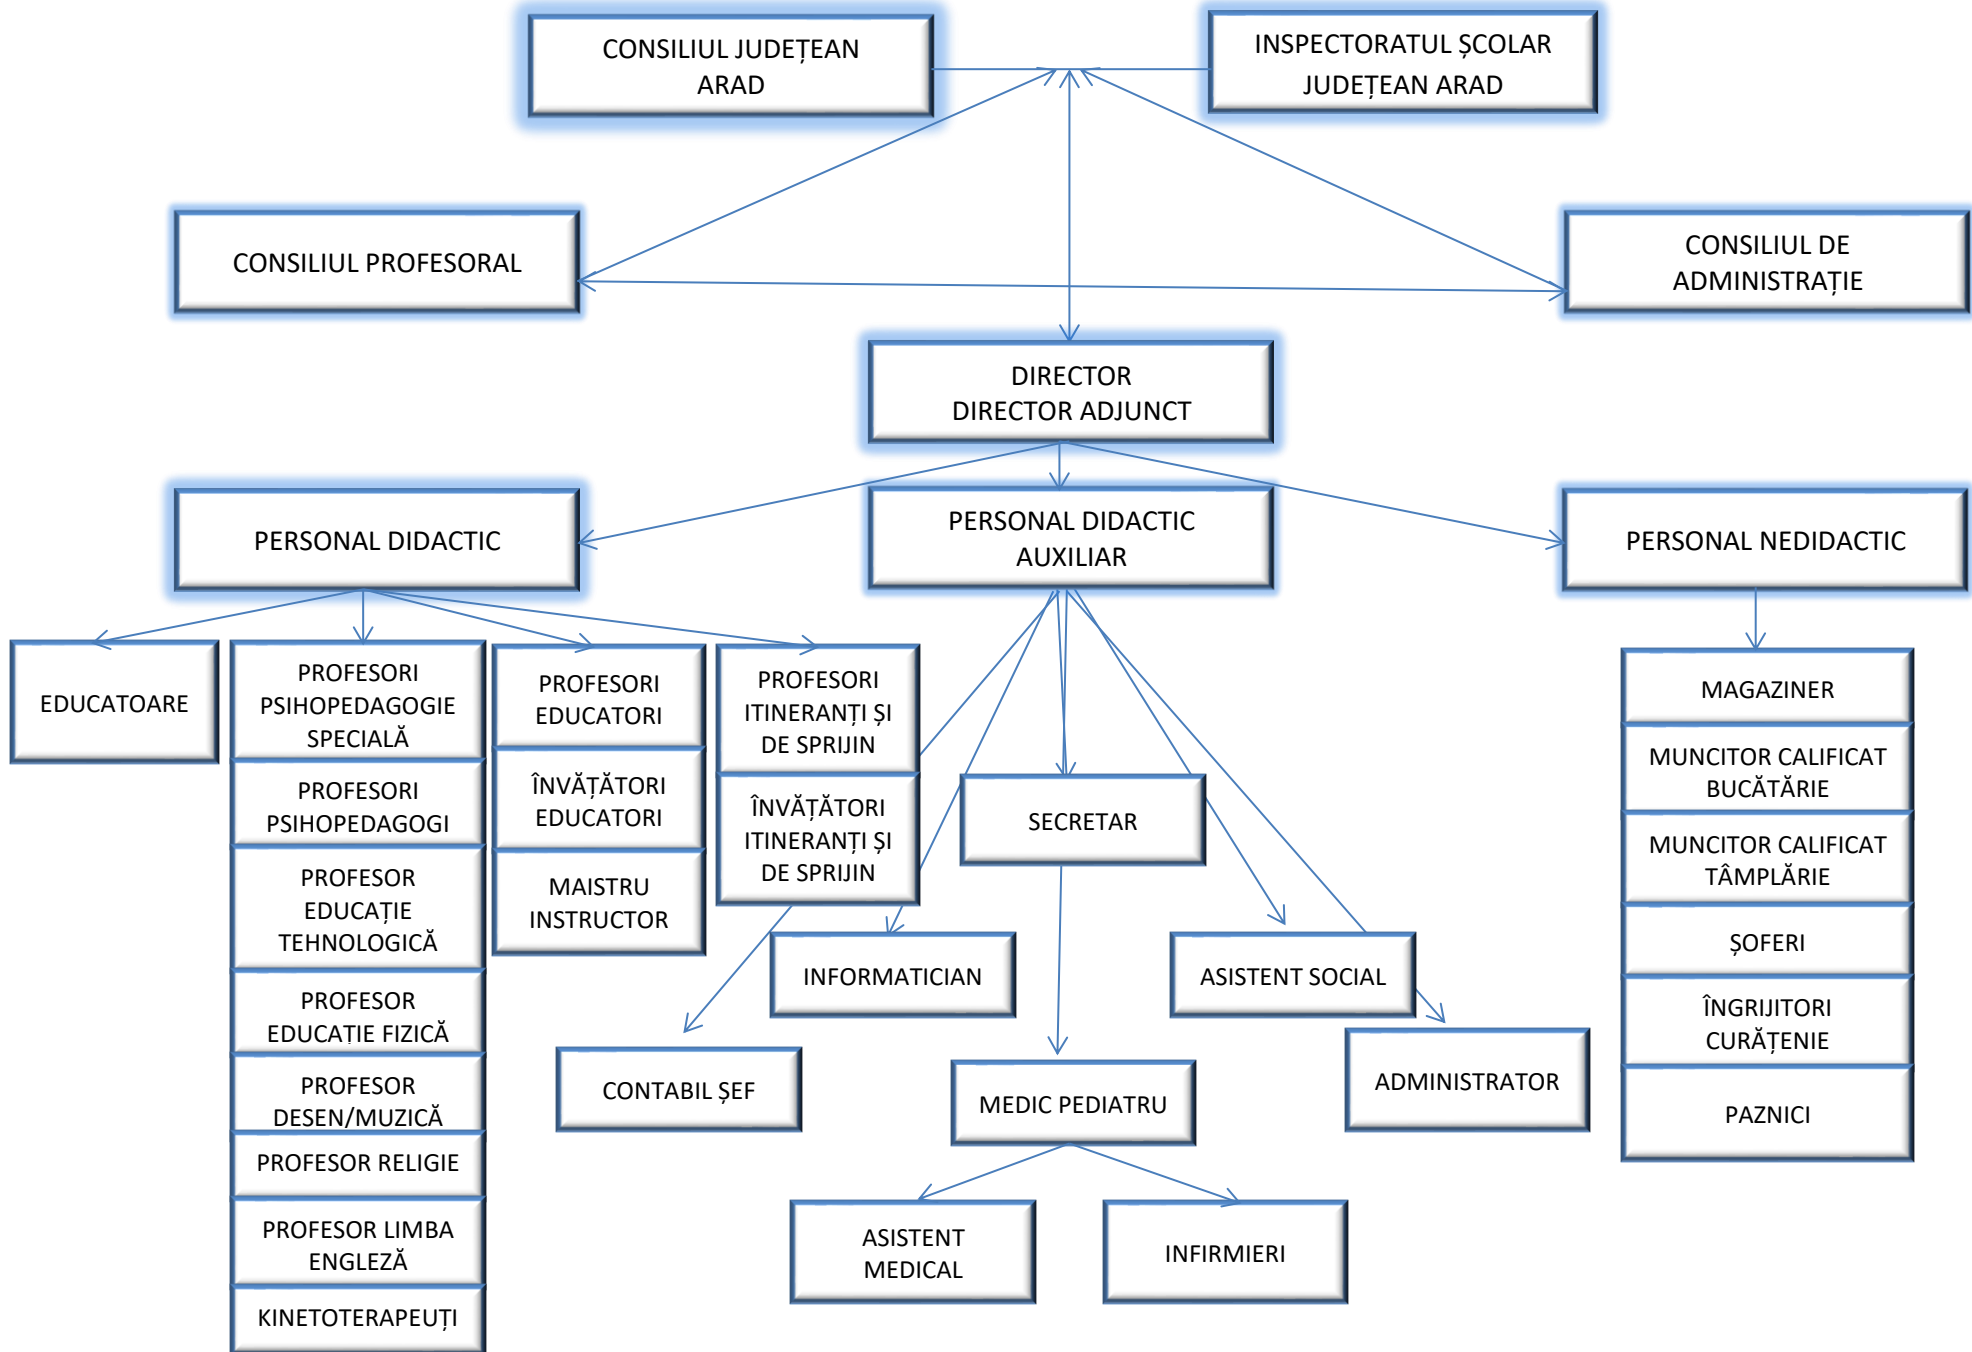 CONSILIUL JUDEȚEAN
ARAD
INSPECTORATUL ȘCOLAR
JUDEȚEAN ARAD
CONSILIUL PROFESORAL
CONSILIUL DE
ADMINISTRAȚIE
DIRECTOR
DIRECTOR ADJUNCT
PERSONAL DIDACTIC
PERSONAL DIDACTIC
AUXILIAR
PERSONAL NEDIDACTIC
EDUCATOARE
PROFESORI
PSIHOPEDAGOGIE
SPECIALĂ
PROFESORI
PSIHOPEDAGOGI
PROFESOR
EDUCAȚIE
TEHNOLOGICĂ
PROFESOR
EDUCAȚIE FIZICĂ
PROFESOR
DESEN/MUZICĂ
PROFESOR RELIGIE
PROFESOR LIMBA
ENGLEZĂ
KINETOTERAPEUȚI
PROFESORI
EDUCATORI
ÎNVĂȚĂTORI
EDUCATORI
MAISTRU
INSTRUCTOR
PROFESORI
ITINERANȚI ȘI
DE SPRIJIN
ÎNVĂȚĂTORI
ITINERANȚI ȘI
DE SPRIJIN
SECRETAR
INFORMATICIAN
ASISTENT SOCIAL
CONTABIL ȘEF
MEDIC PEDIATRU
ADMINISTRATOR
ASISTENT
MEDICAL
INFIRMIERI
MAGAZINER
MUNCITOR CALIFICAT
BUCĂTĂRIE
MUNCITOR CALIFICAT
TÂMPLĂRIE
ȘOFERI
ÎNGRIJITORI
CURĂȚENIE
PAZNICI